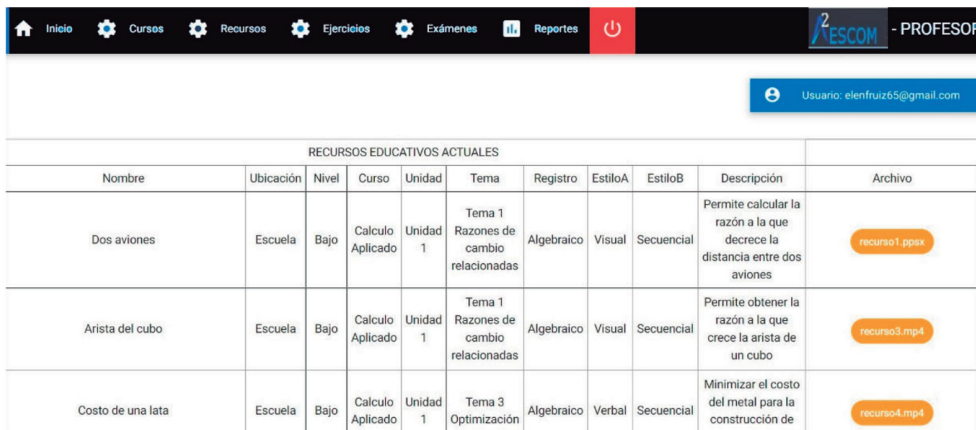 Inicio Cursos Recursos Ejercicios Exámenes Reportes A2 ESCOM - PROFESOR
Usuario: elenfruiz65@gmail.com
RECURSOS EDUCATIVOS ACTUALES
Nombre Ubicación Nivel Curso Unidad Tema Registro EstiloA EstiloB Descripción Archivo
Dos aviones Escuela Bajo Calculo Aplicado Unidad 1 Tema 1 Razones de cambio relacionadas Algebraico Visual Secuencial Permite calcular la razón a la que decrece la distancia entre dos aviones recurso1.ppsx
Arista del cubo Escuela Bajo Calculo Aplicado Unidad 1 Tema 1 Razones de cambio relacionadas Algebraico Visual Secuencial Permite obtener la razón a la que crece la arista de un cubo recurso3.mp4
Costo de una lata Escuela Bajo Calculo Aplicado Unidad 1 Tema 3 Optimización Algebraico Verbal Secuencial Minimizar el costo del metal para la construcción de recurso4.mp4